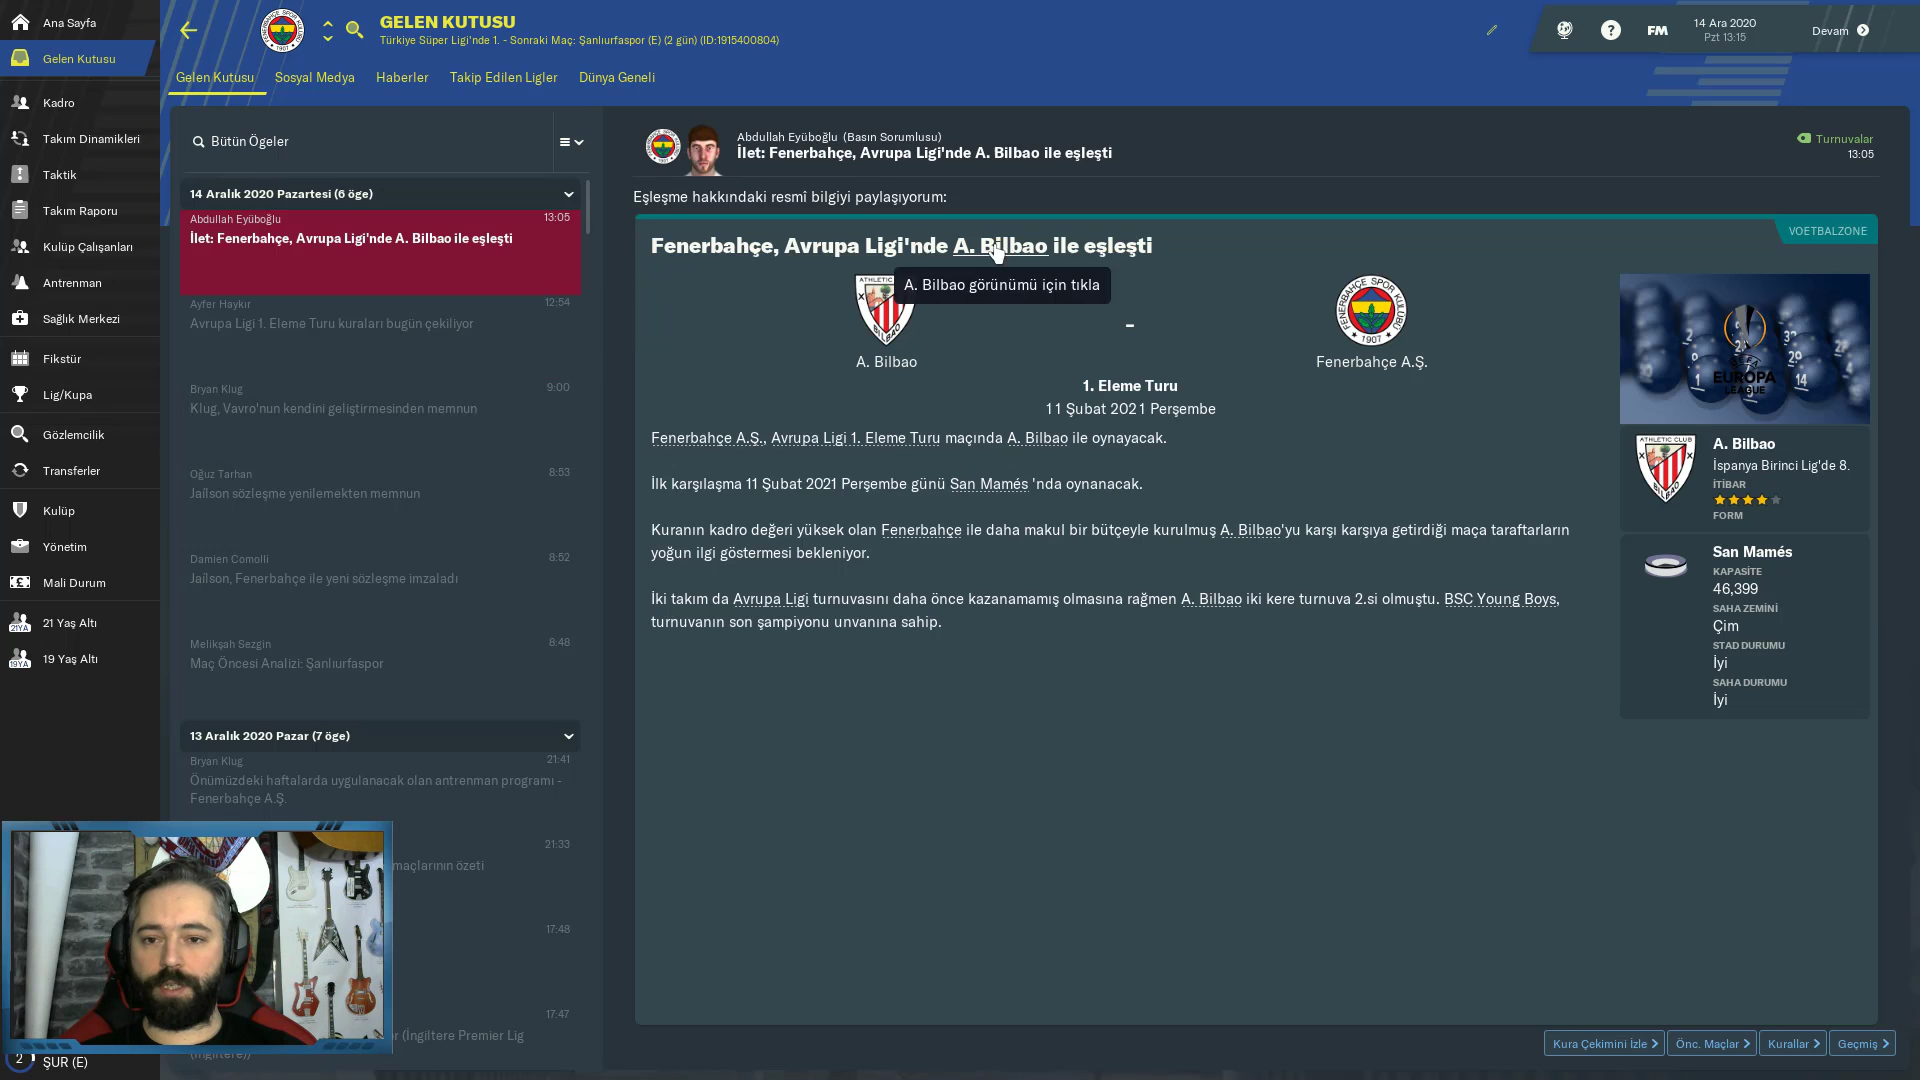 Ana Sayfa
Gelen Kutusu
Kadro
Takım Dinamikleri
Taktik
Takım Raporu
Kulüp Çalışanları
Antrenman
Sağlık Merkezi
Fikstür
Lig/Kupa
Gözlemcilik
Transferler
Kulüp
Yönetim
Mali Durum
21YA
21 Yaş Altı
19YA
19 Yaş Altı
2
ŞUR (E)
GELEN KUTUSU
Türkiye Süper Ligi'nde 1. - Sonraki Maç: Şanlıurfaspor (E) (2 gün) (ID:1915400804)
FM
14 Ara 2020
Pzt 13:15
Devam
Gelen Kutusu
Sosyal Medya
Haberler
Takip Edilen Ligler
Dünya Geneli
Bütün Ögeler
14 Aralık 2020 Pazartesi (6 öge)
Abdullah Eyüboğlu 13:05
İlet: Fenerbahçe, Avrupa Ligi'nde A. Bilbao ile eşleşti
Ayfer Haykır 12:54
Avrupa Ligi 1. Eleme Turu kuraları bugün çekiliyor
Bryan Klug 9:00
Klug, Vavro'nun kendini geliştirmesinden memnun
Oğuz Tarhan 8:53
Jaílson sözleşme yenilemekten memnun
Damien Comolli 8:52
Jaílson, Fenerbahçe ile yeni sözleşme imzaladı
Melikşah Sezgin 8:48
Maç Öncesi Analizi: Şanlıurfaspor
13 Aralık 2020 Pazar (7 öge)
Bryan Klug 21:41
Önümüzdeki haftalarda uygulanacak olan antrenman programı -
Fenerbahçe A.Ş.
21:33
maçlarının özeti
17:48
17:47
r (İngiltere Premier Lig
(İngiltere))
Abdullah Eyüboğlu (Basın Sorumlusu)
İlet: Fenerbahçe, Avrupa Ligi'nde A. Bilbao ile eşleşti
Turnuvalar
13:05
Eşleşme hakkındaki resmî bilgiyi paylaşıyorum:
VOETBALZONE
Fenerbahçe, Avrupa Ligi'nde A. Bilbao ile eşleşti
A. Bilbao görünümü için tıkla
-
A. Bilbao
Fenerbahçe A.Ş.
1. Eleme Turu
11 Şubat 2021 Perşembe
Fenerbahçe A.Ş., Avrupa Ligi 1. Eleme Turu maçında A. Bilbao ile oynayacak.
İlk karşılaşma 11 Şubat 2021 Perşembe günü San Mamés 'nda oynanacak.
Kuranın kadro değeri yüksek olan Fenerbahçe ile daha makul bir bütçeyle kurulmuş A. Bilbao'yu karşı karşıya getirdiği maça taraftarların
yoğun ilgi göstermesi bekleniyor.
İki takım da Avrupa Ligi turnuvasını daha önce kazanamamış olmasına rağmen A. Bilbao iki kere turnuva 2.si olmuştu. BSC Young Boys,
turnuvanın son şampiyonu unvanına sahip.
UEFA
EUROPA
LEAGUE
ATHLETIC CLUB
BILBAO
A. Bilbao
İspanya Birinci Lig'de 8.
İTİBAR
FORM
San Mamés
KAPASİTE
46,399
SAHA ZEMİNİ
Çim
STAD DURUMU
İyi
SAHA DURUMU
İyi
Kura Çekimini İzle
Önc. Maçlar
Kurallar
Geçmiş